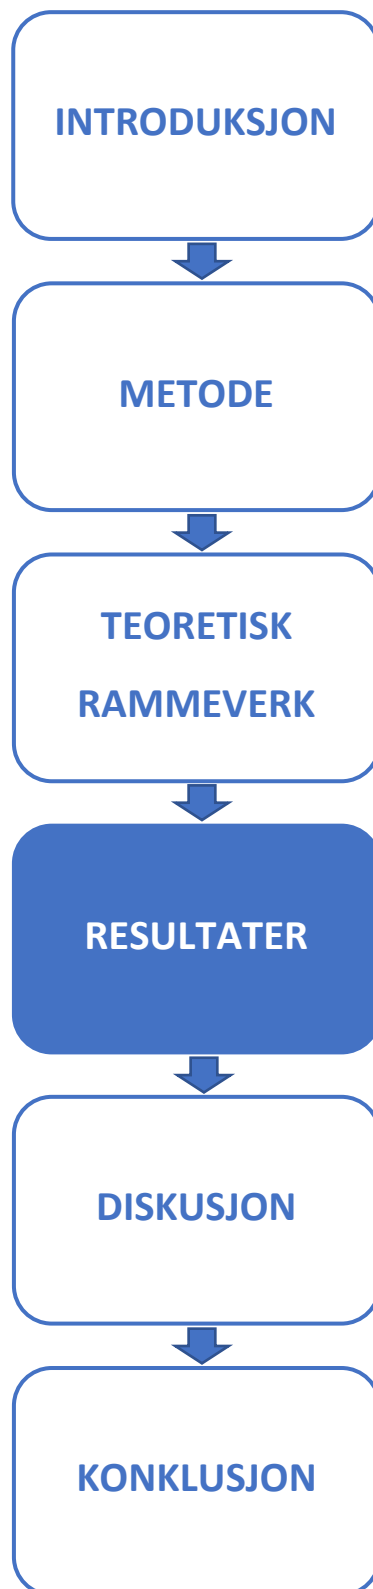 INTRODUKSJON
METODE
TEORETISK
RAMMEVERK
RESULTATER
DISKUSJON
KONKLUSJON